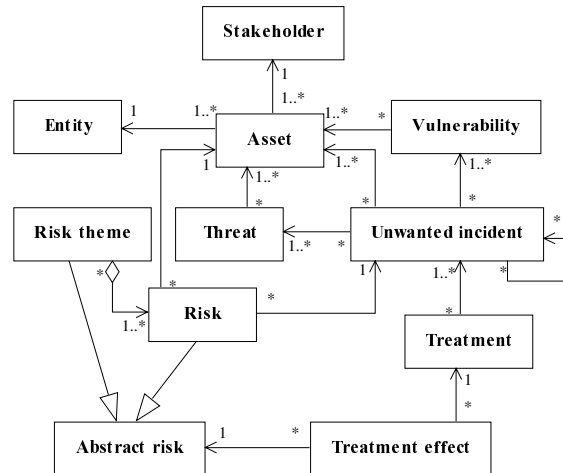 Stakeholder
1
1..*
1
1..*
1..*
*
Entity
Asset
Vulnerability
1
1..*
1..*
1..*
*
*
*
Risk theme
Threat
Unwanted incident
*
1..*
*
*
*
1
1..*
*
*
Risk
*
1..*
*
Treatment
1
*
1
*
Abstract risk
Treatment effect